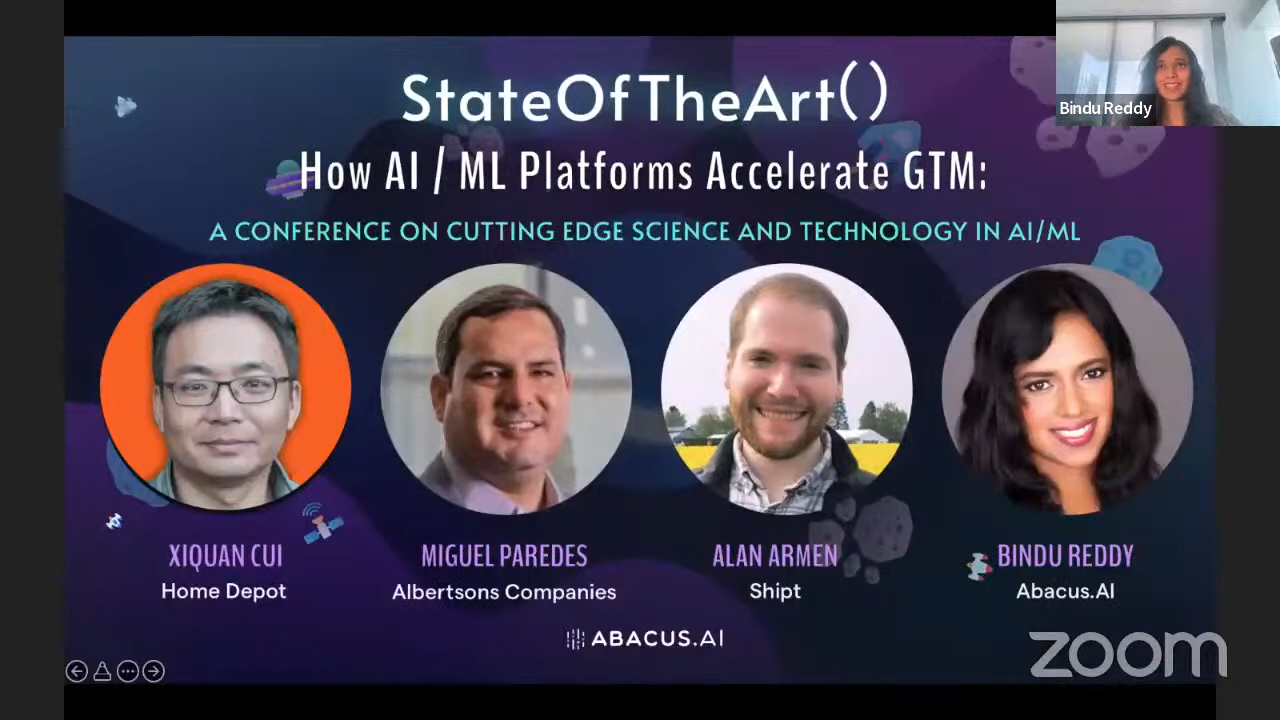 StateOfTheArt()
Bindu Reddy
How AI / ML Platforms Accelerate GTM:
A CONFERENCE ON CUTTING EDGE SCIENCE AND TECHNOLOGY IN AI/ML
XIQUAN CUI
Home Depot
MIGUEL PAREDES
Albertsons Companies
ALAN ARMEN
Shipt
BINDU REDDY
Abacus.AI
ABACUS.AI
zoom